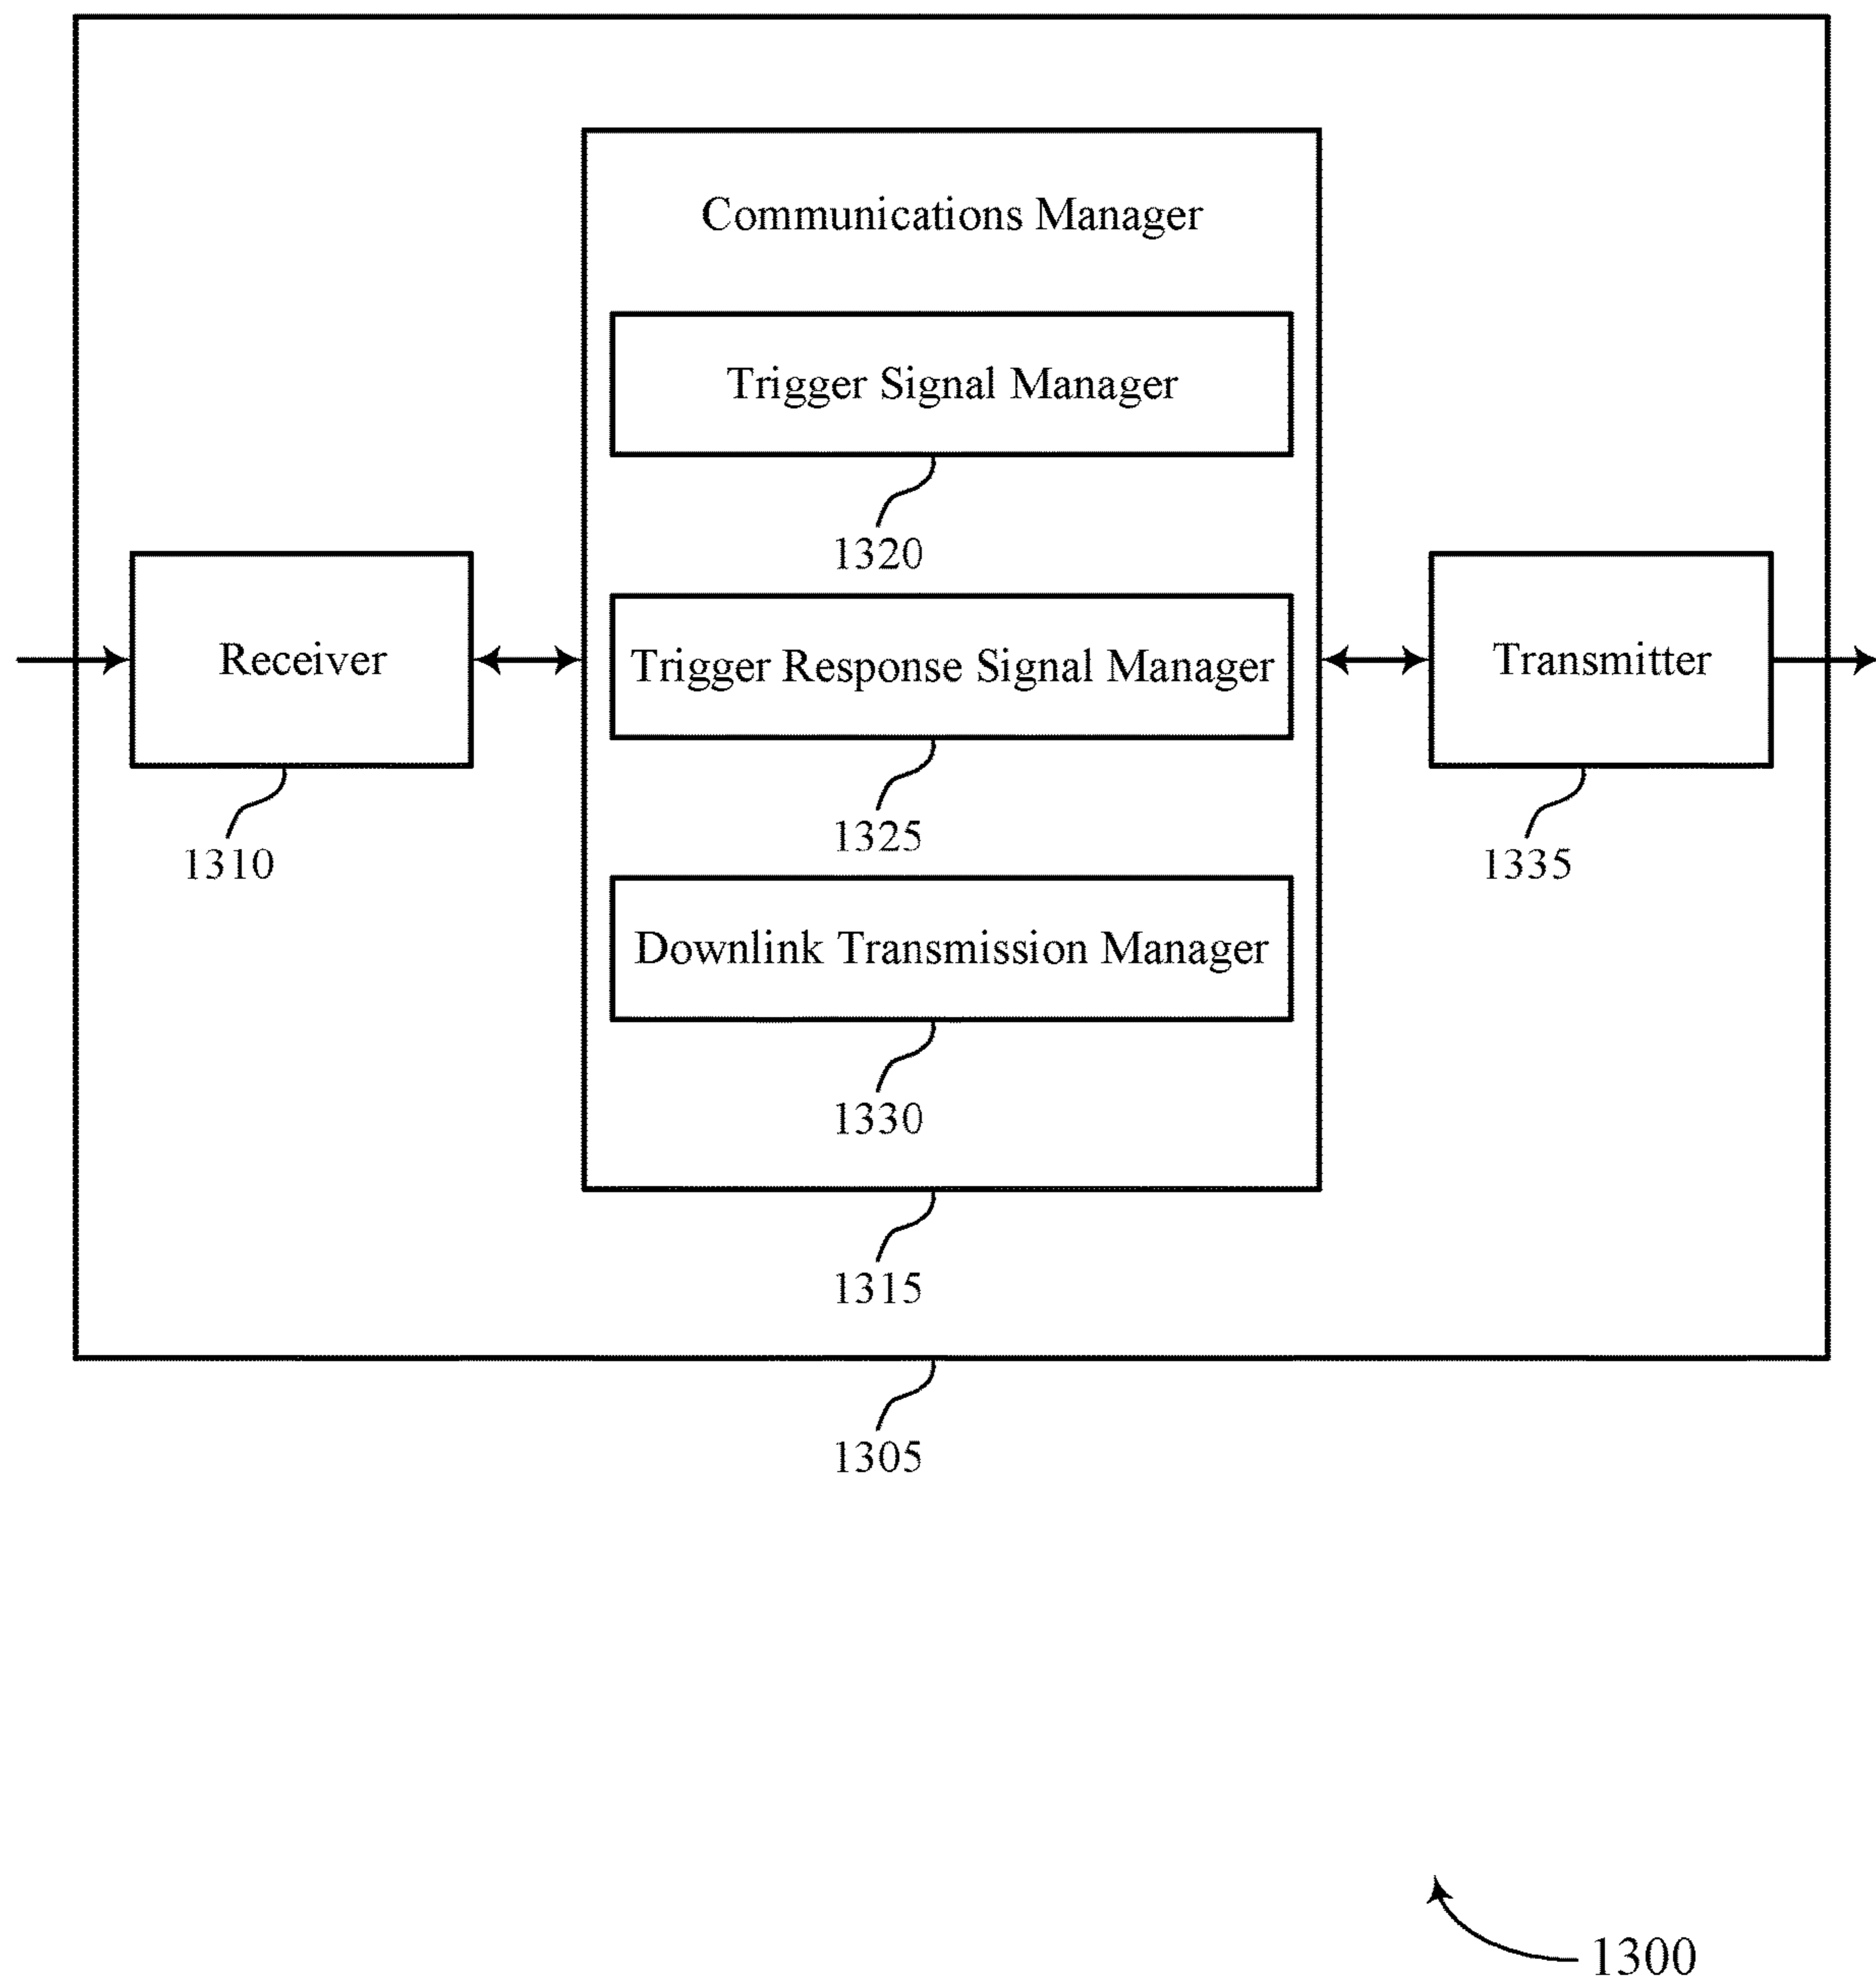 Communications Manager
Trigger Signal Manager
1320
Receiver
Trigger Response Signal Manager
Transmitter
1310
1325
1335
Downlink Transmission Manager
1330
1315
1305
1300